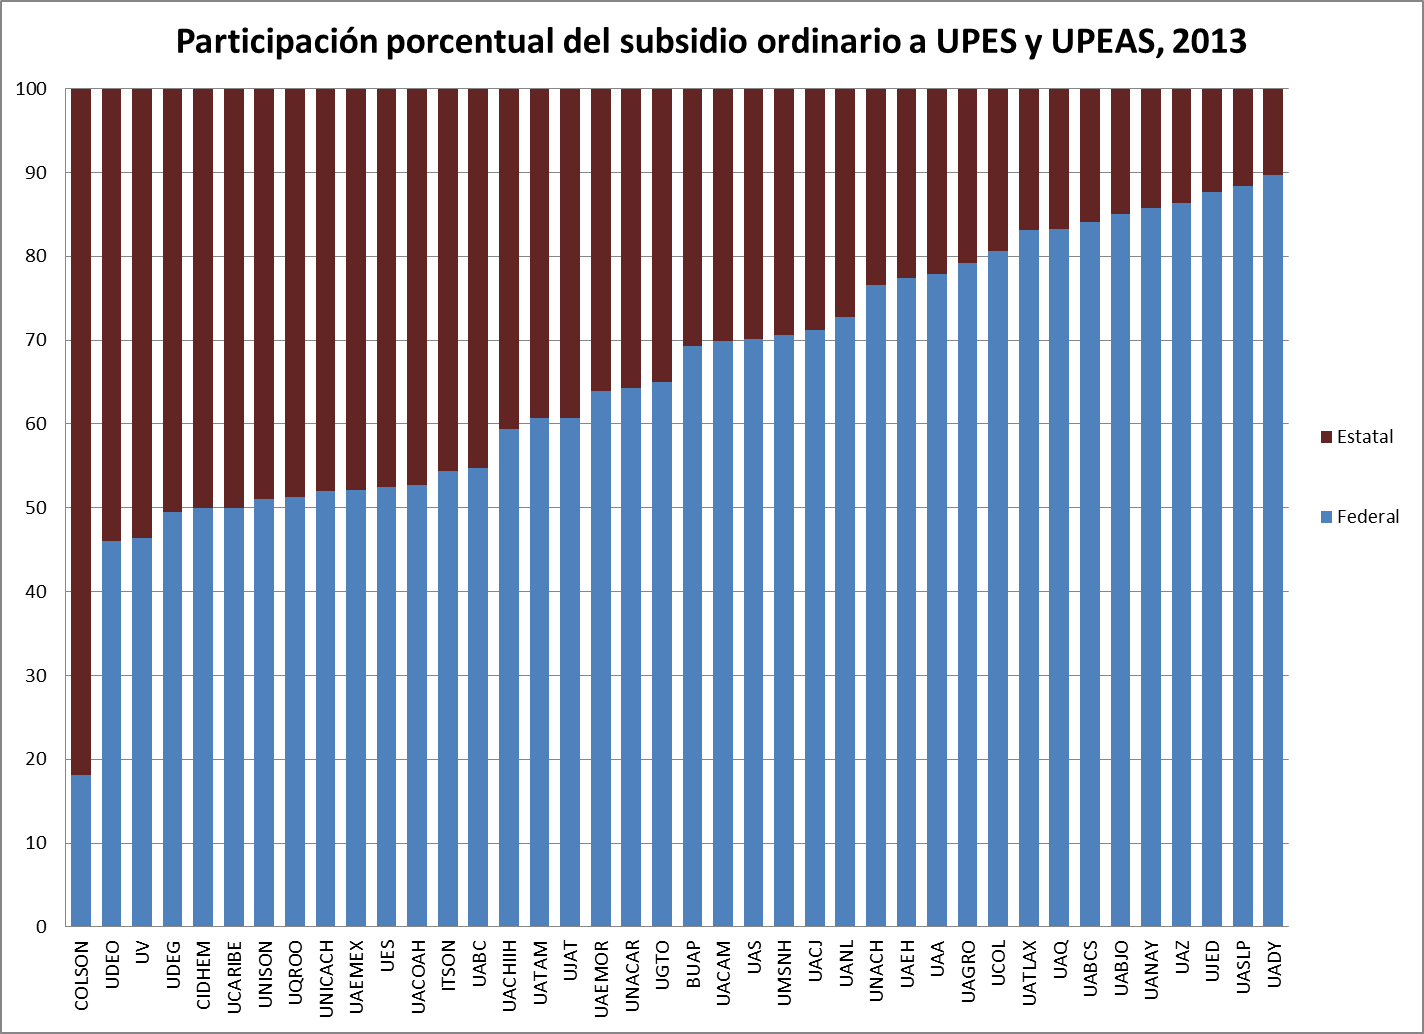 Participación porcentual del subsidio ordinario a UPES y UPEAS, 2013
100
90
80
70
60
50
40
30
20
10
0
Estatal
Federal
COLSON
UDEO
UV
UDEG
CIDHEM
UCARIBE
UNISON
UQROO
UNICACH
UAEMEX
UES
UACOAH
ITSON
UABC
UACHIHH
UATAM
UJAT
UAEMOR
UNACAR
UGTO
BUAP
UACAM
UAS
UMSNH
UACJ
UANL
UNACH
UAEH
UAA
UAGRO
UCOL
UATLAX
UAQ
UABCS
UABJO
UANAY
UAZ
UJED
UASLP
UADY